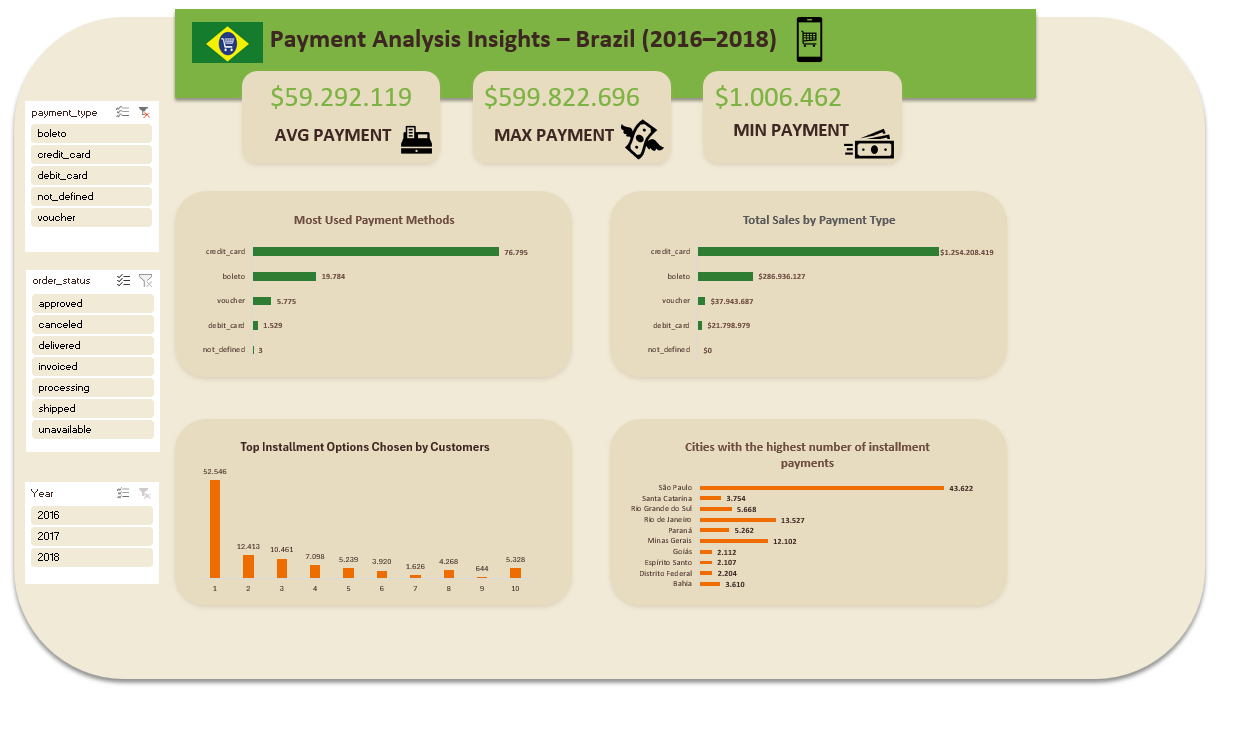 Payment Analysis Insights – Brazil (2016–2018)
$59.292.119
AVG PAYMENT
$599.822.696
MAX PAYMENT
$1.006.462
MIN PAYMENT
payment_type
boleto
credit_card
debit_card
not_defined
voucher
order_status
approved
canceled
delivered
invoiced
processing
shipped
unavailable
Year
2016
2017
2018
Most Used Payment Methods
credit_card 76.795
boleto 19.784
voucher 5.775
debit_card 1.529
not_defined 3
Total Sales by Payment Type
credit_card $1.254.208.419
boleto $286.936.127
voucher $37.943.687
debit_card $21.798.979
not_defined $0
Top Installment Options Chosen by Customers
52.546 12.413 10.461 7.098 5.239 3.920 1.626 4.268 644 5.328
1 2 3 4 5 6 7 8 9 10
Cities with the highest number of installment
payments
São Paulo 43.622
Santa Catarina 3.754
Rio Grande do Sul 5.668
Rio de Janeiro 13.527
Paraná 5.262
Minas Gerais 12.102
Goiás 2.112
Espírito Santo 2.107
Distrito Federal 2.204
Bahia 3.610